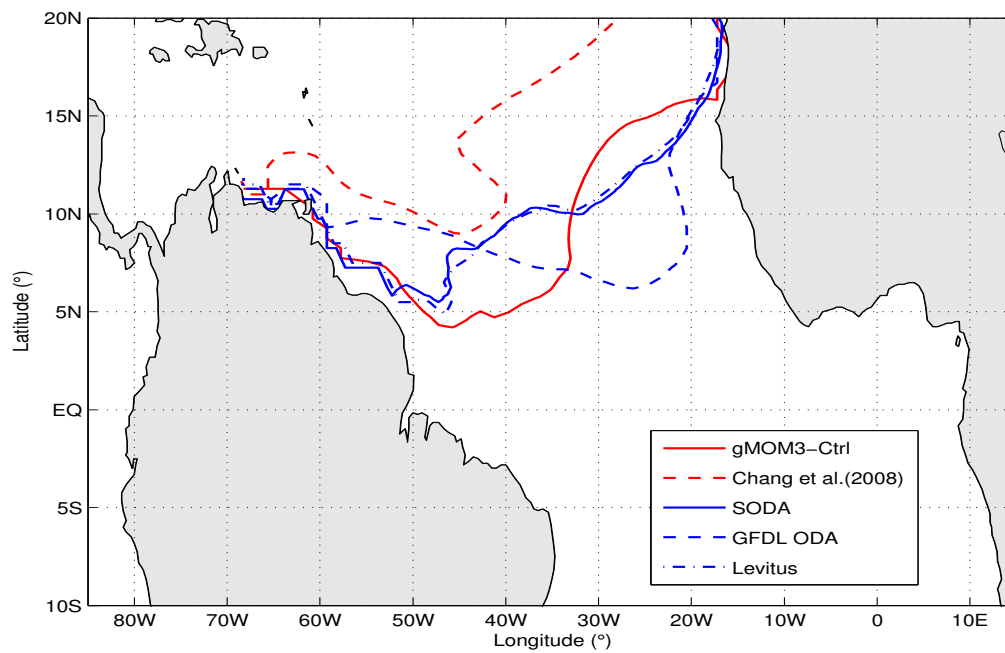 20N
15N
10N
5N
EQ
5S
10S
Latitude (°)
80W 70W 60W 50W 40W 30W 20W 10W 0 10E
Longitude (°)
gMOM3−Ctrl
Chang et al.(2008)
SODA
GFDL ODA
Levitus